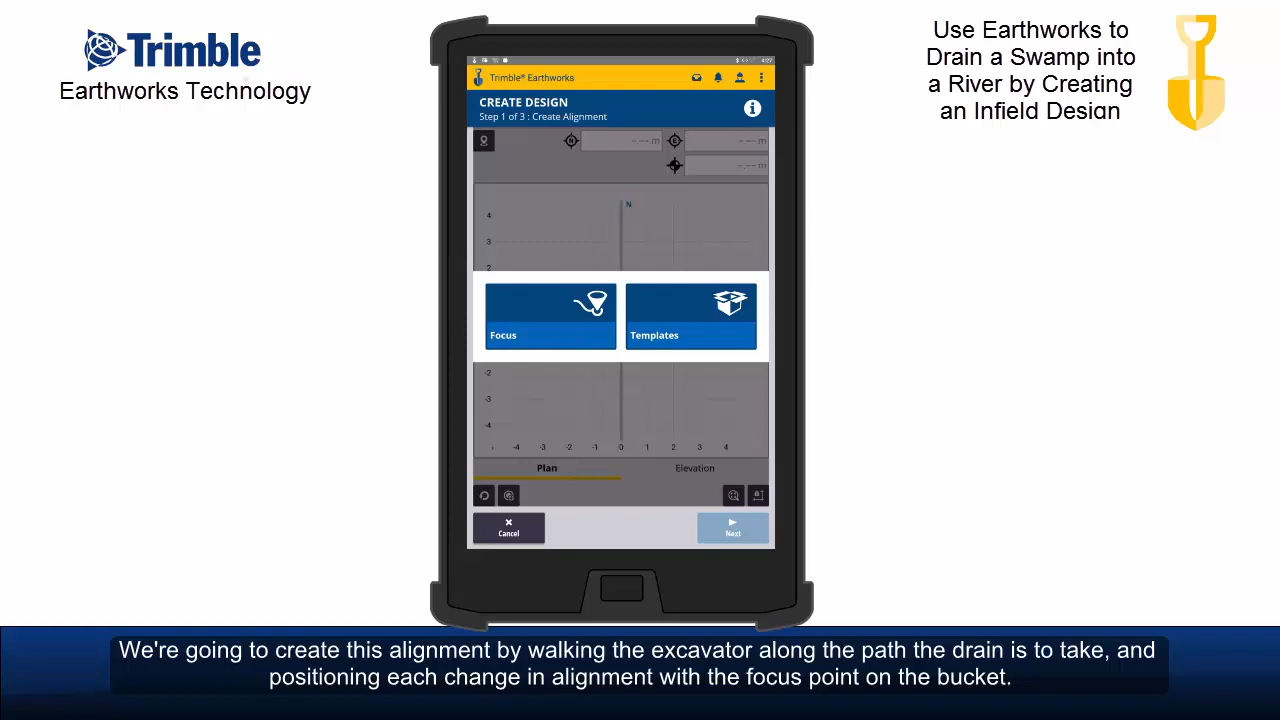 Trimble
Earthworks Technology
Use Earthworks to
Drain a Swamp into
a River by Creating
an Infield Design
4:27
Trimble® Earthworks
CREATE DESIGN
Step 1 of 3 : Create Alignment
N
-.--- m
E
-.--- m
-.--- m
N
4
3
2
Focus
Templates
-2
-3
-4
-4 -3 -2 -1 0 1 2 3 4
Plan
Elevation
Cancel
Next
We're going to create this alignment by walking the excavator along the path the drain is to take, and
positioning each change in alignment with the focus point on the bucket.